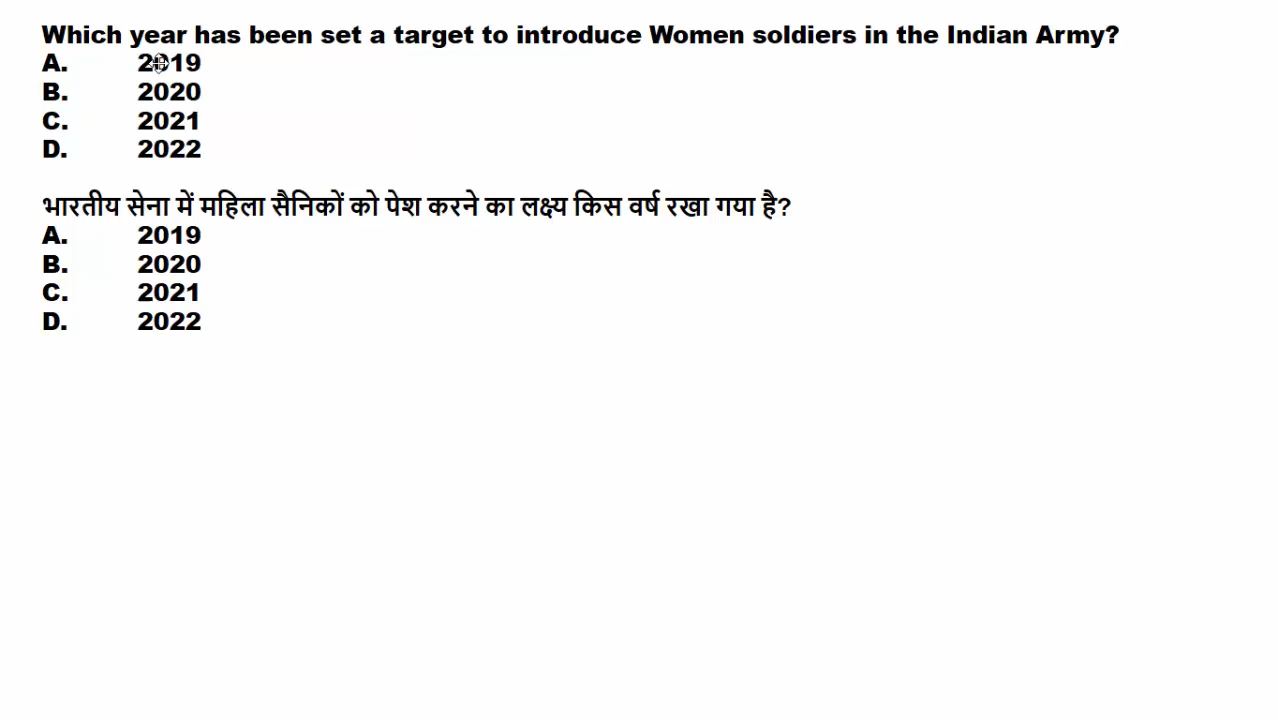 Which year has been set a target to introduce Women soldiers in the Indian Army?
A. 2019
B. 2020
C. 2021
D. 2022
भारतीय सेना में महिला सैनिकों को पेश करने का लक्ष्य किस वर्ष रखा गया है?
A. 2019
B. 2020
C. 2021
D. 2022